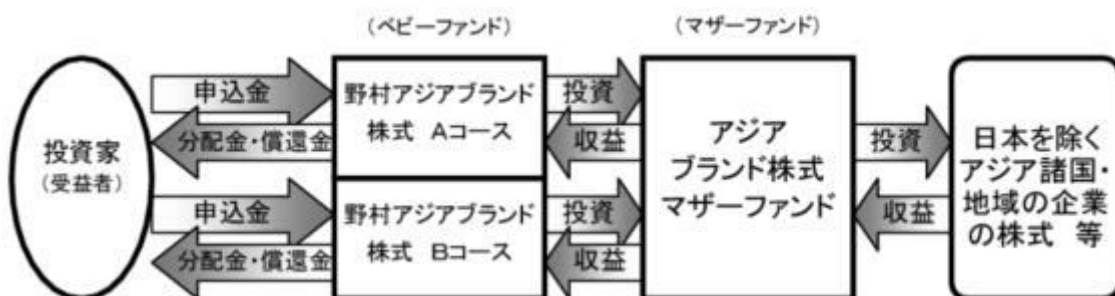 (ベビーファンド)
(マザーファンド)
投資家
(受益者)
申込金
分配金・償還金
申込金
分配金・償還金
野村アジアブランド
株式 Aコース
野村アジアブランド
株式 Bコース
投資
収益
投資
収益
アジア
ブランド株式
マザーファンド
投資
収益
日本を除く
アジア諸国・
地域の企業
の株式 等